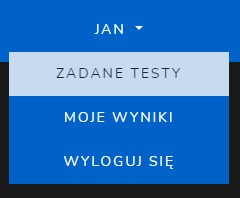 JAN
ZADANE TESTY
MOJE WYNIKI
WYLOGUJ SIĘ